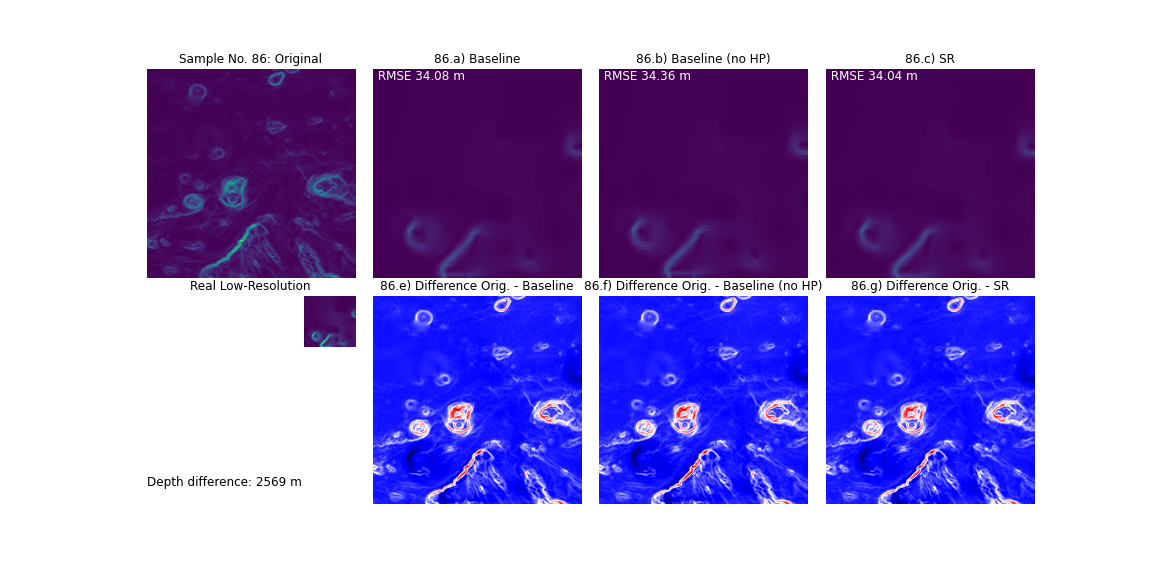 Sample No. 86: Original
86.a) Baseline
86.b) Baseline (no HP)
86.c) SR
RMSE 34.08 m
RMSE 34.36 m
RMSE 34.04 m
Real Low-Resolution
86.e) Difference Orig. - Baseline
86.f) Difference Orig. - Baseline (no HP)
86.g) Difference Orig. - SR
Depth difference: 2569 m